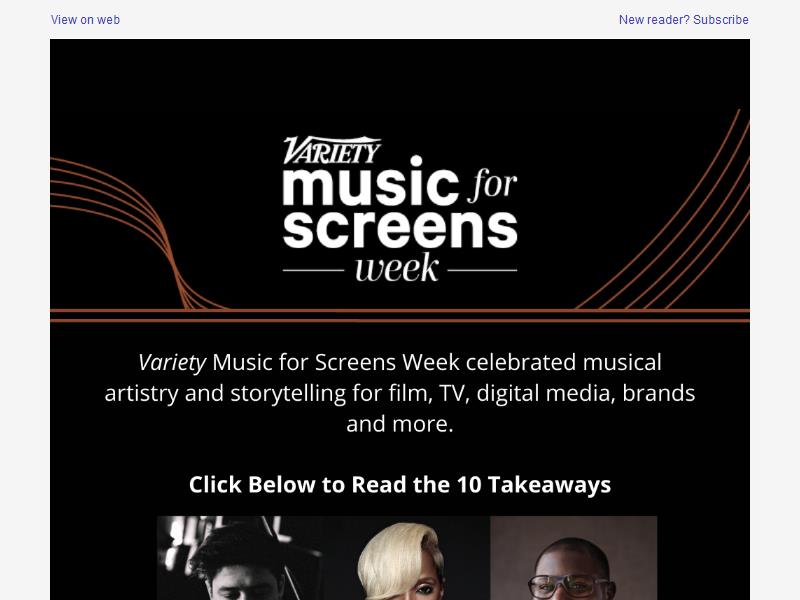 View on web
New reader? Subscribe
VARIETY
music for
screens
week
Variety Music for Screens Week celebrated musical
artistry and storytelling for film, TV, digital media, brands
and more.
Click Below to Read the 10 Takeaways